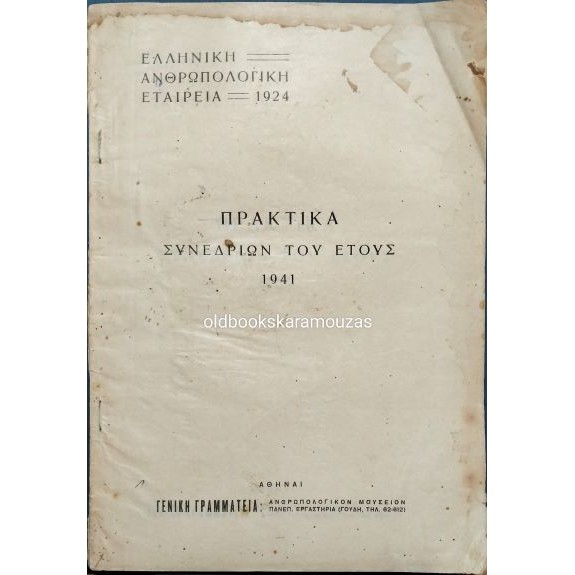 ΕΛΛΗΝΙΚΗ
ΑΝΘΡΩΠΟΛΟΓΙΚΗ
ΕΤΑΙΡΕΙΑ 1924
ΠΡΑΚΤΙΚΑ
ΣΥΝΕΔΡΙΩΝ ΤΟΥ ΕΤΟΥΣ
1941
oldbookskaramouzas
ΑΘΗΝΑΙ
ΓΕΝΙΚΗ ΓΡΑΜΜΑΤΕΙΑ: ΑΝΘΡΩΠΟΛΟΓΙΚΟΝ ΜΟΥΣΕΙΟΝ
ΠΑΝΕΠ. ΕΡΓΑΣΤΗΡΙΑ (ΓΟΥΔΗ, ΤΗΛ. 62-612)